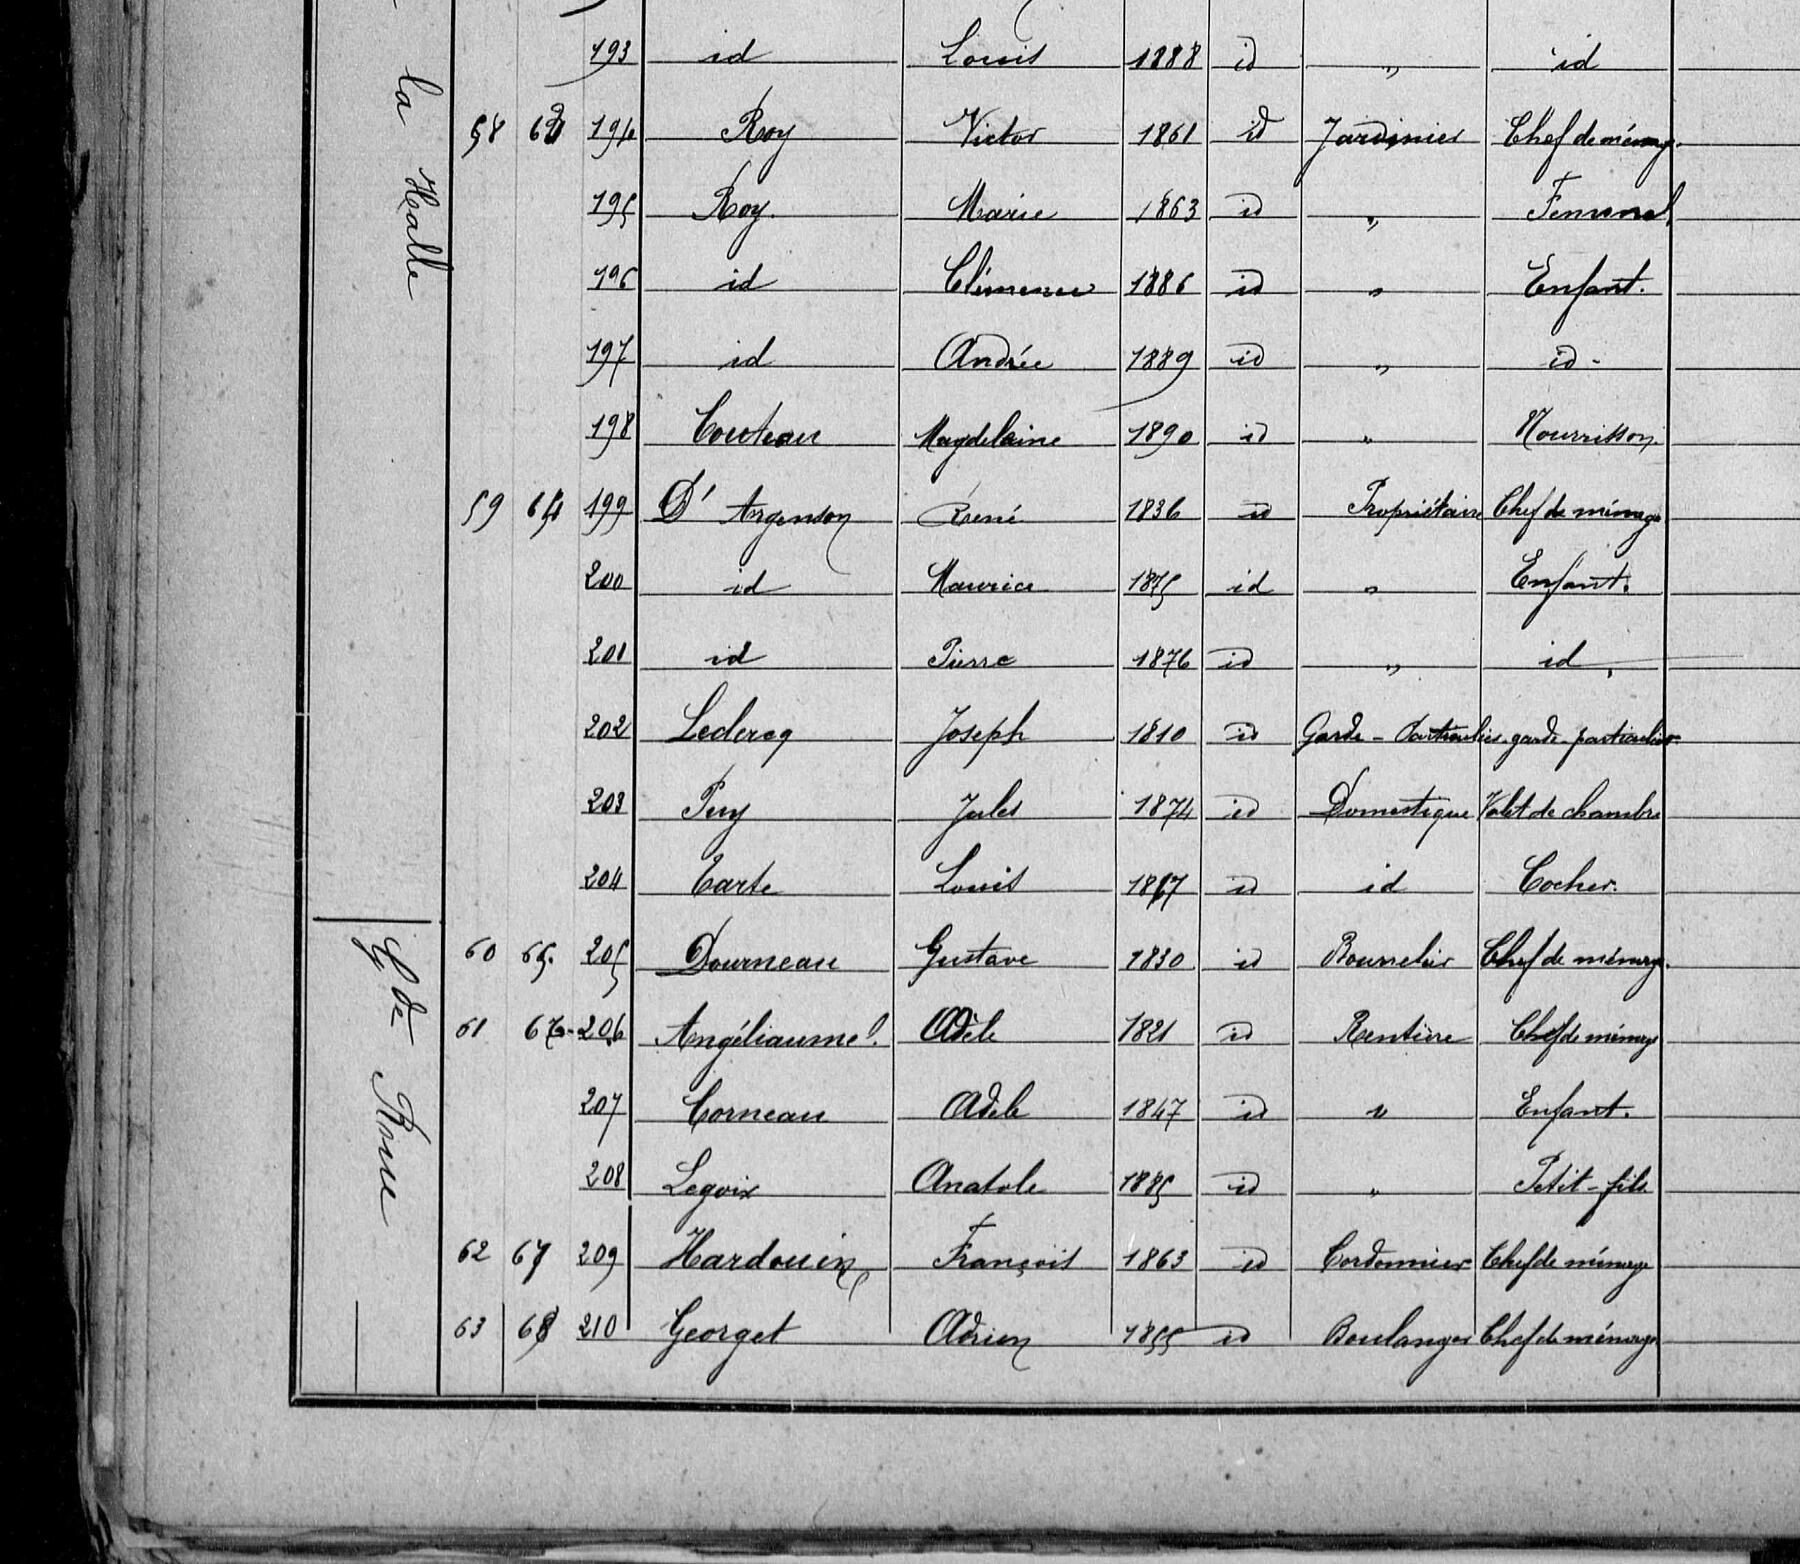 la Halle
193 id Louis 1888 id " id
58 63 194 Roy Victor 1861 id Jardinier Chef de ménage.
195 Roy. Marie 1863 id " Femme
196 id Clémence 1886 id " Enfant.
197 id Andrée 1889 id " id -
198 Couteau Magdelaine 1890 id " Nourrisson.
59 64 199 D' Argenson René 1836 id Propriétaire Chef de ménage
200 id Maurice 1875 id " Enfant.
201 id Pierre 1876 id " id
202 Leclercq Joseph 1810 id Garde - Particulier garde - particulier
203 Puy Jules 1874 id Domestique Valet de chambre
204 Tarte Louis 1867 id id Cocher.
Gde Rue
60 65. 205 Dourneau Gustave 1830 id Bourrelier Chef de ménage.
61 66 206 Angéliaume Adèle 1821 id Rentière Chef de ménage
207 Corneau Adèle 1847 id " Enfant.
208 Legoix Anatole 1885 id " Petit-fils
62 67 209 Hardouin François 1863 id Cordonnier Chef de ménage
63 68 210 Georget Adrien 1855 id Boulanger Chef de ménage